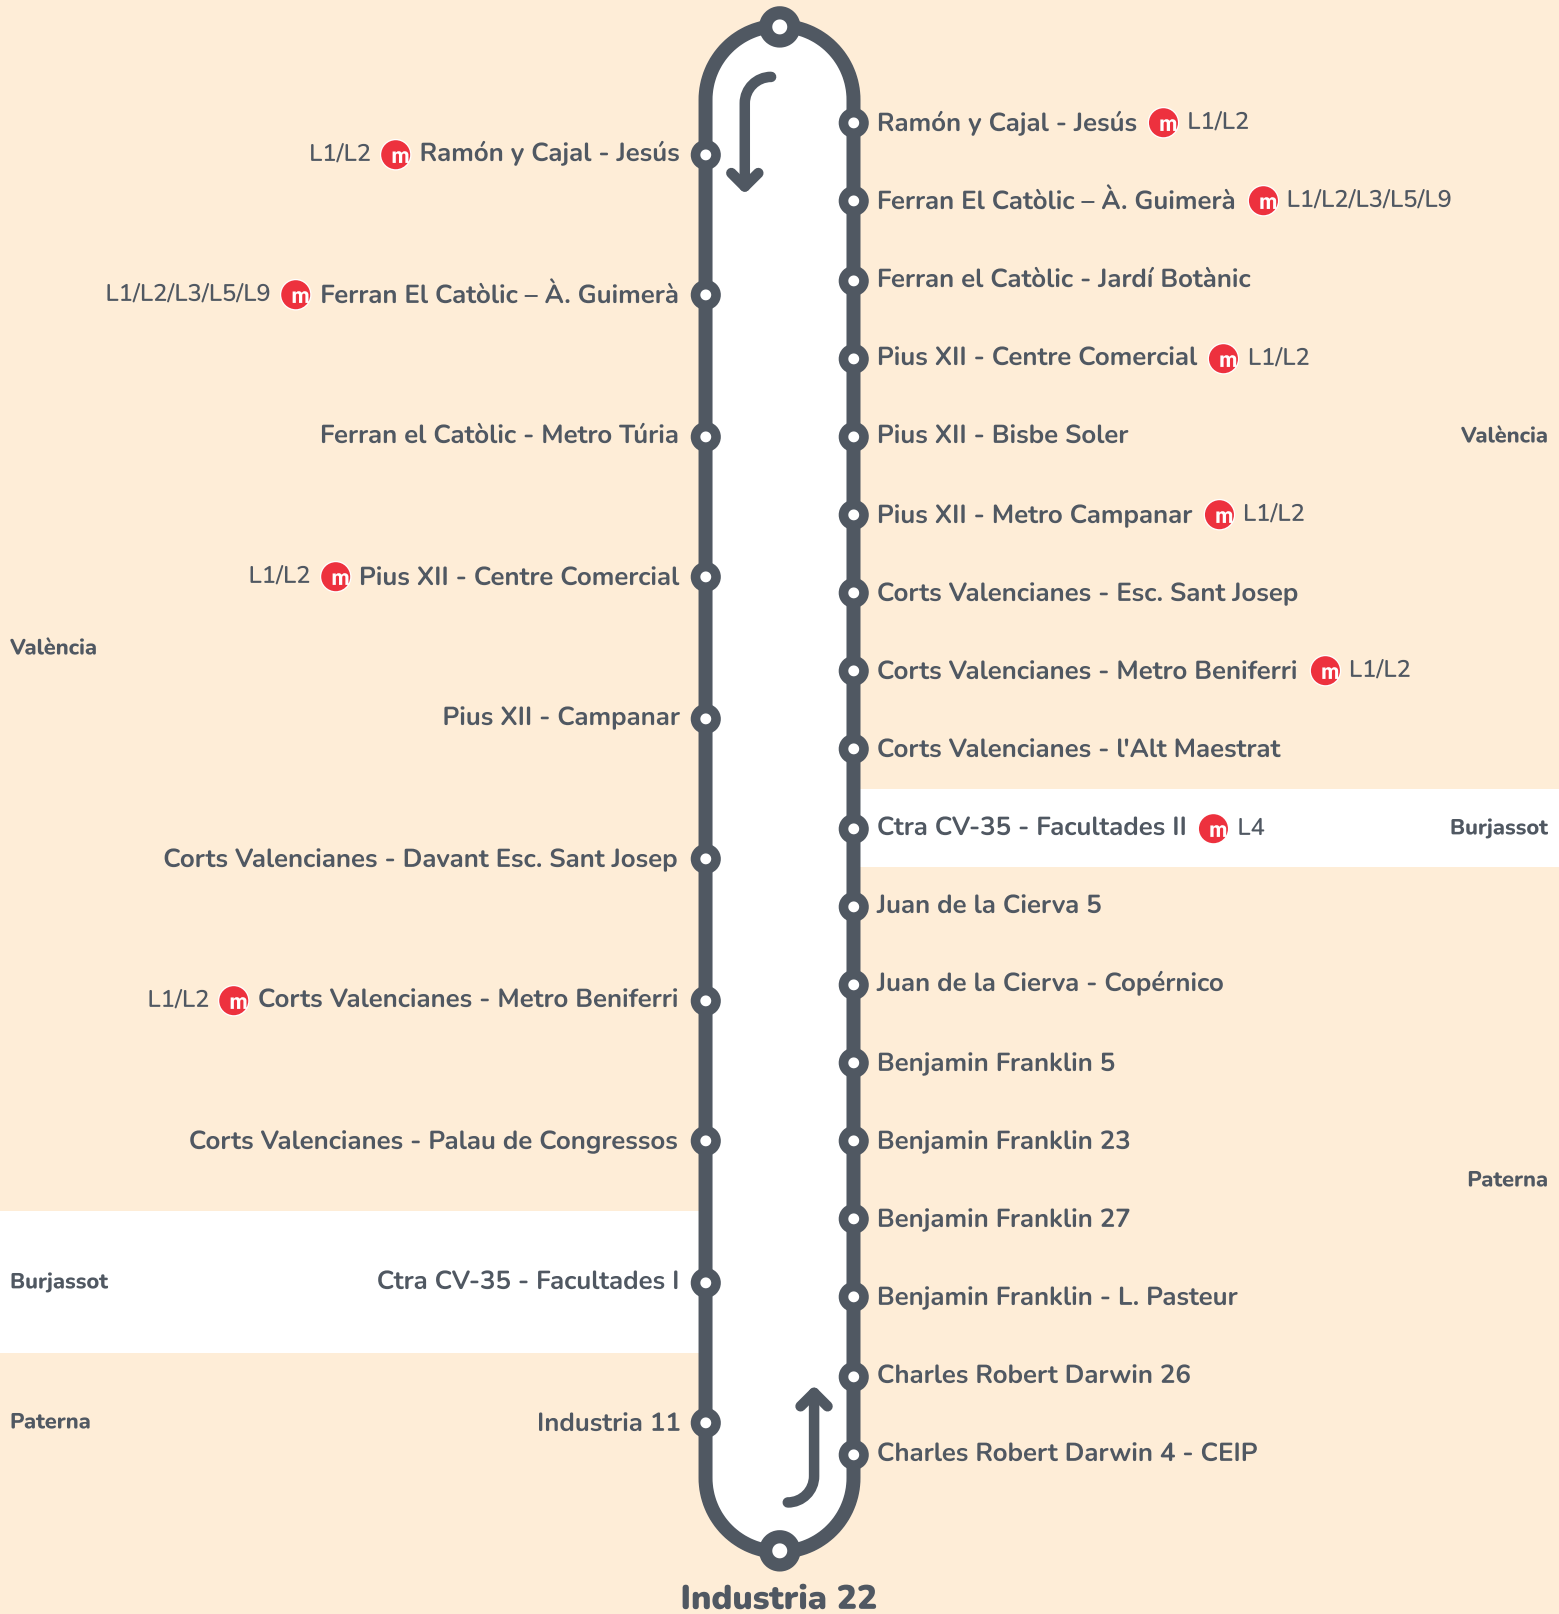 L1/L2 m Ramón y Cajal - Jesús
L1/L2/L3/L5/L9 m Ferran El Catòlic – À. Guimerà
Ferran el Catòlic - Metro Túria
L1/L2 m Pius XII - Centre Comercial
València
Pius XII - Campanar
Corts Valencianes - Davant Esc. Sant Josep
L1/L2 m Corts Valencianes - Metro Beniferri
Corts Valencianes - Palau de Congressos
Burjassot
Ctra CV-35 - Facultades I
Paterna
Industria 11
Ramón y Cajal - Jesús m L1/L2
Ferran El Catòlic – À. Guimerà m L1/L2/L3/L5/L9
Ferran el Catòlic - Jardí Botànic
Pius XII - Centre Comercial m L1/L2
Pius XII - Bisbe Soler
València
Pius XII - Metro Campanar m L1/L2
Corts Valencianes - Esc. Sant Josep
Corts Valencianes - Metro Beniferri m L1/L2
Corts Valencianes - l'Alt Maestrat
Ctra CV-35 - Facultades II m L4
Burjassot
Juan de la Cierva 5
Juan de la Cierva - Copérnico
Benjamin Franklin 5
Benjamin Franklin 23
Paterna
Benjamin Franklin 27
Benjamin Franklin - L. Pasteur
Charles Robert Darwin 26
Charles Robert Darwin 4 - CEIP
Industria 22